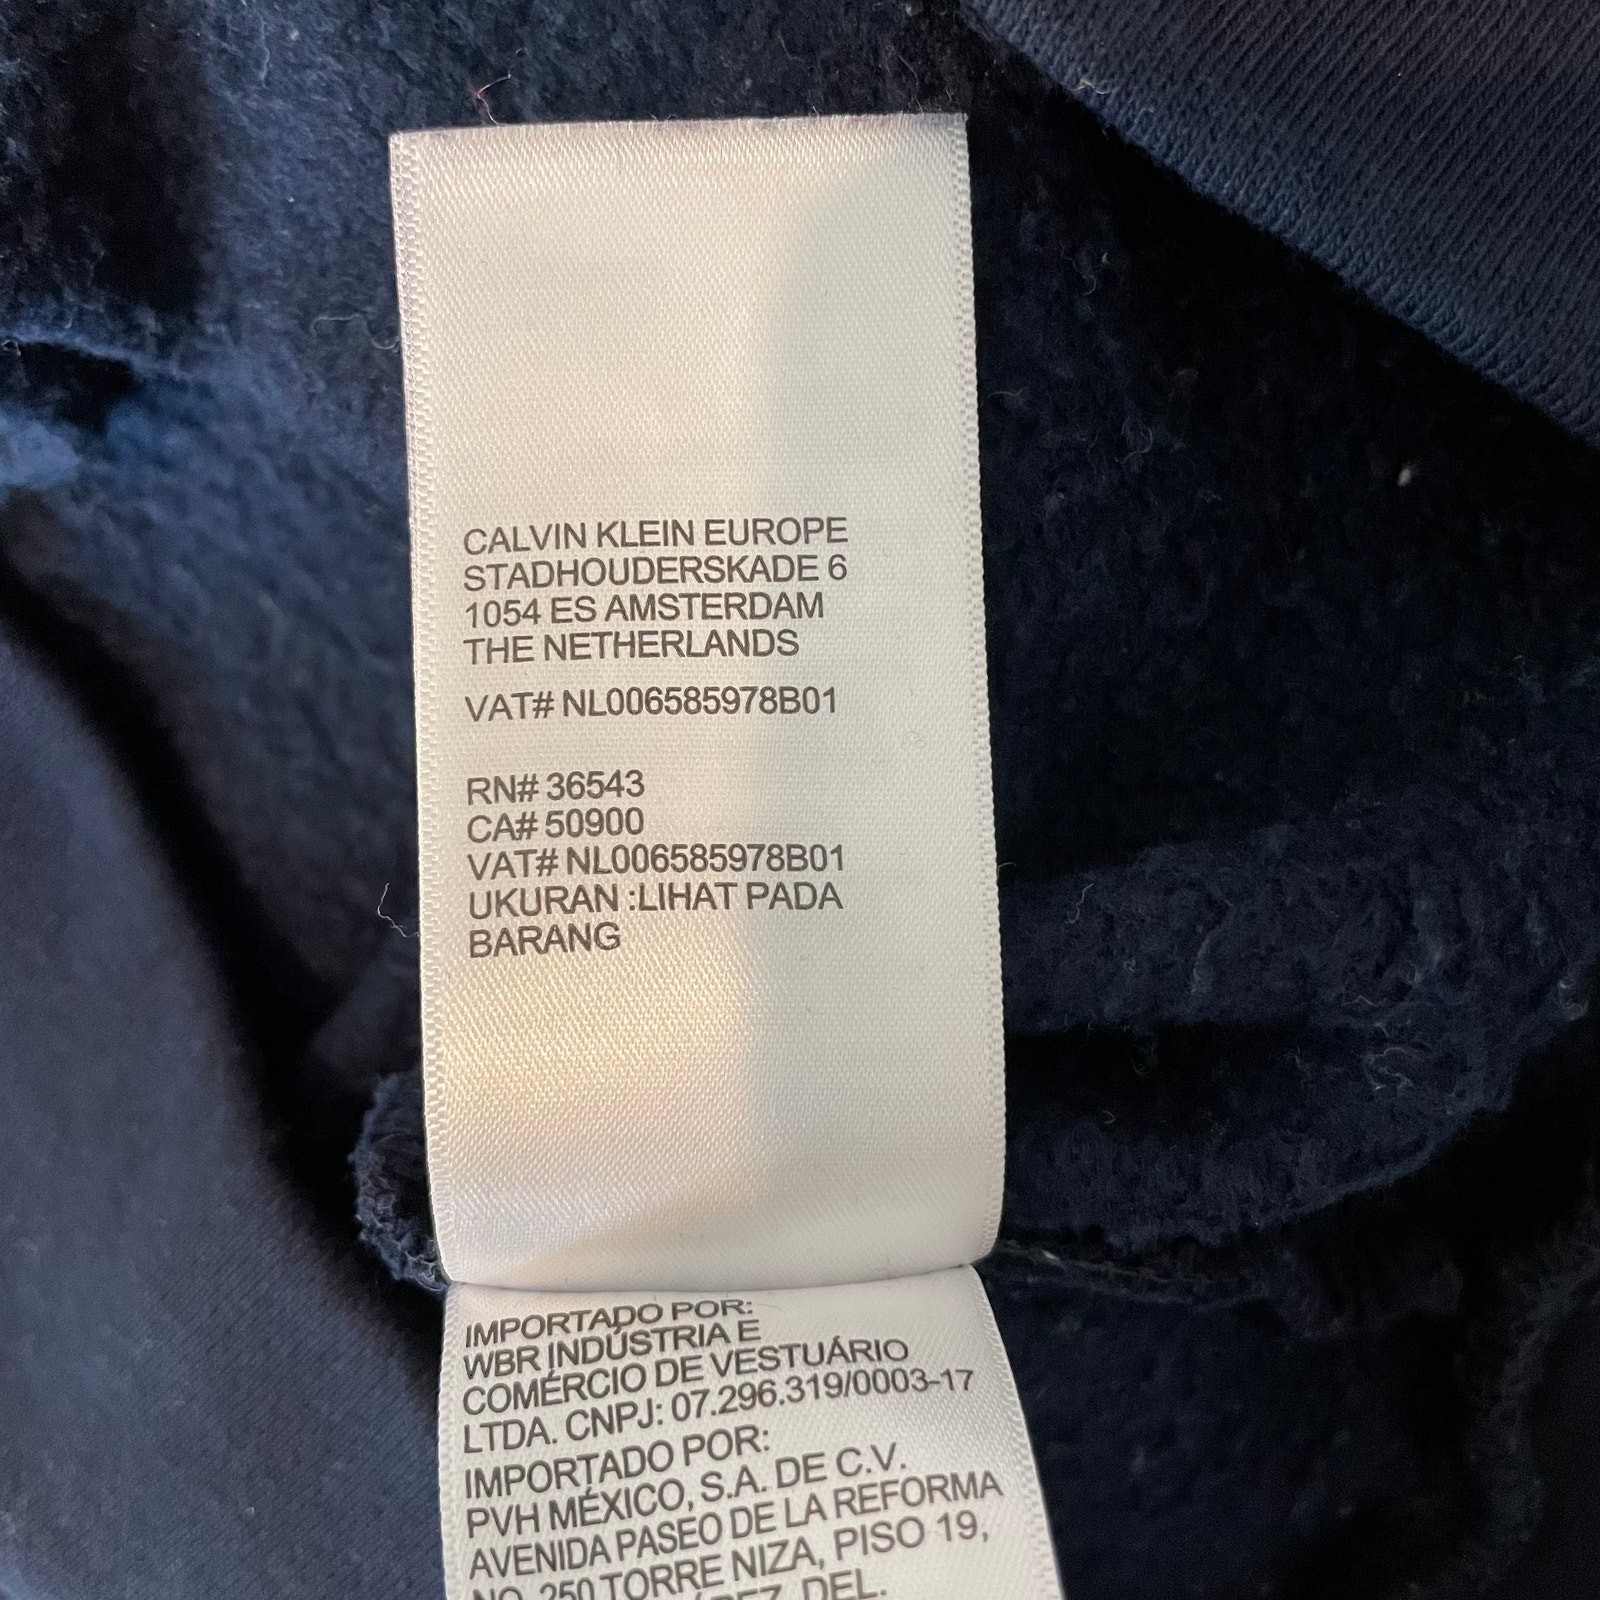 CALVIN KLEIN EUROPE
STADHOUDERSKADE 6
1054 ES AMSTERDAM
THE NETHERLANDS
VAT# NL006585978B01
RN# 36543
CA# 50900
VAT# NL006585978B01
UKURAN :LIHAT PADA
BARANG
IMPORTADO POR:
WBR INDÚSTRIA E
COMÉRCIO DE VESTUÁRIO
LTDA. CNPJ: 07.296.319/0003-17
IMPORTADO POR:
PVH MÉXICO, S.A. DE C.V.
AVENIDA PASEO DE LA REFORMA
NO. 250 TORRE NIZA, PISO 19,
DEL.